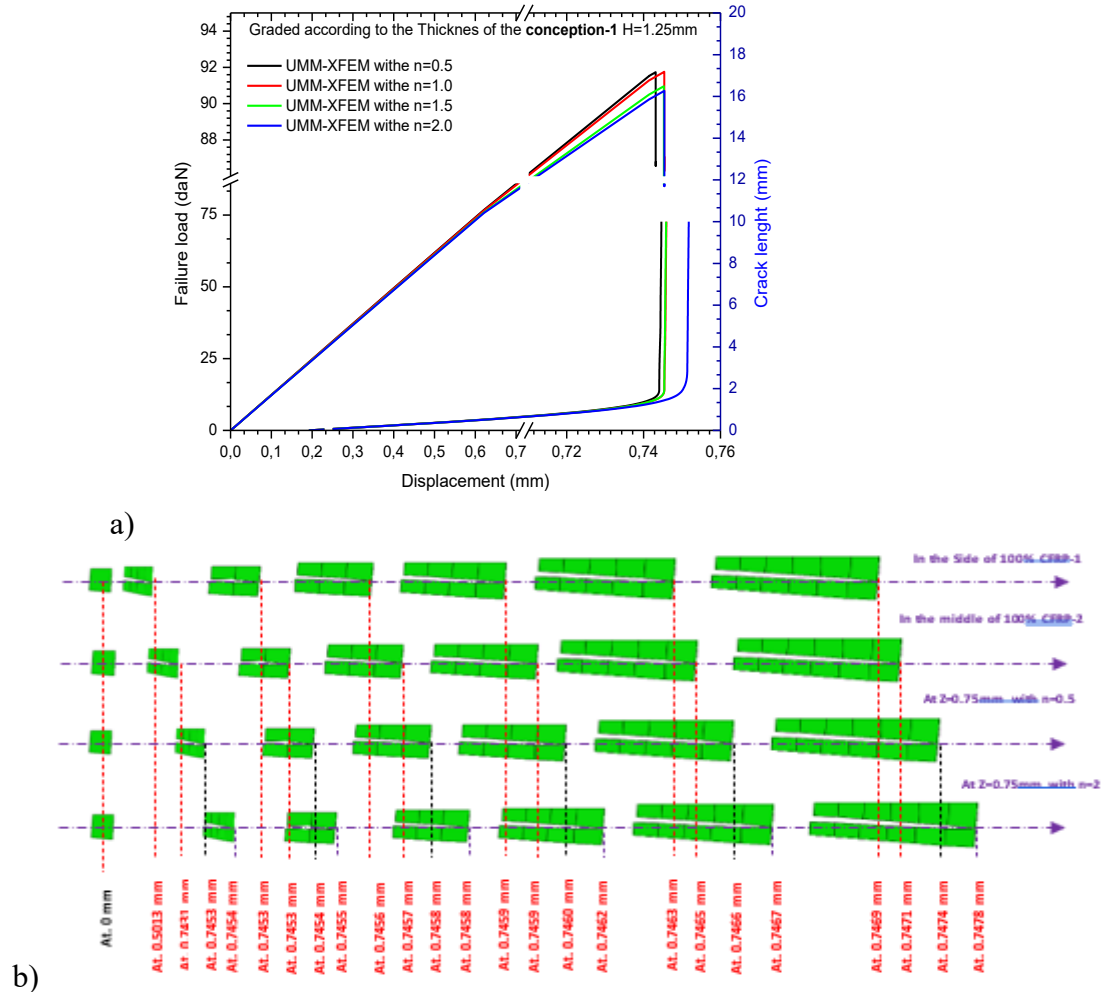 Graded according to the Thicknes of the conception-1 H=1.25mm
UMM-XFEM withe n=0.5
UMM-XFEM withe n=1.0
UMM-XFEM withe n=1.5
UMM-XFEM withe n=2.0
Failure load (daN)
94
92
90
88
75
50
25
0
Crack lenght (mm)
20
18
16
14
12
10
8
6
4
2
0
0,0 0,1 0,2 0,3 0,4 0,5 0,6 0,7 0,72 0,74 0,76
Displacement (mm)
a)
In the Side of 100% CFRP-1
In the middle of 100% CFRP-2
At Z=0.75mm with n=0.5
At Z=0.75mm with n=2
At. 0 mm
At. 0.5013 mm
At. 0.7431 mm
At. 0.7453 mm
At. 0.7454 mm
At. 0.7453 mm
At. 0.7453 mm
At. 0.7454 mm
At. 0.7455 mm
At. 0.7456 mm
At. 0.7457 mm
At. 0.7458 mm
At. 0.7458 mm
At. 0.7459 mm
At. 0.7459 mm
At. 0.7460 mm
At. 0.7462 mm
At. 0.7463 mm
At. 0.7465 mm
At. 0.7466 mm
At. 0.7467 mm
At. 0.7469 mm
At. 0.7471 mm
At. 0.7474 mm
At. 0.7478 mm
b)